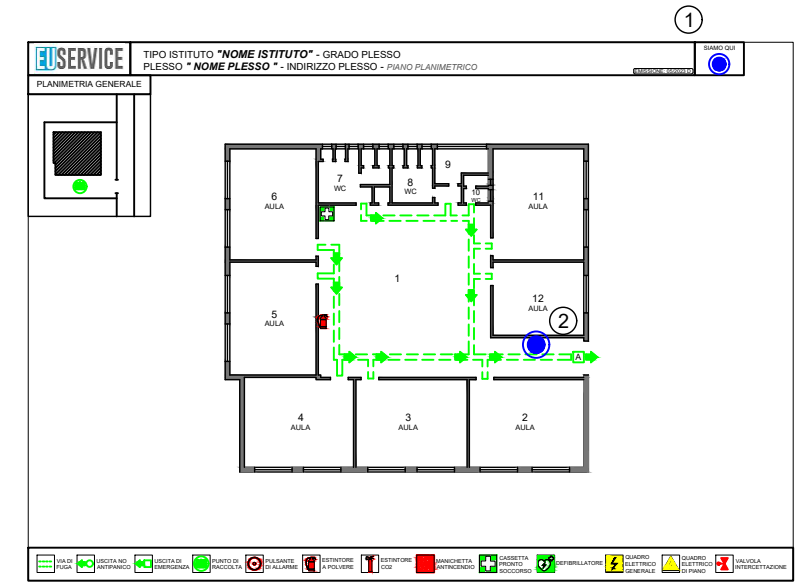 1
EUSERVICE
TIPO ISTITUTO "NOME ISTITUTO" - GRADO PLESSO
PLESSO " NOME PLESSO " - INDIRIZZO PLESSO - PIANO PLANIMETRICO
SIAMO QUI
PLANIMETRIA GENERALE
6
AULA
7
WC
8
WC
9
10
WC
11
AULA
1
5
AULA
12
AULA
2
A
4
AULA
3
AULA
2
AULA
VIA DI
FUGA
USCITA NO
ANTIPANICO
USCITA DI
EMERGENZA
PUNTO DI
RACCOLTA
PULSANTE
DI ALLARME
ESTINTORE
A POLVERE
ESTINTORE
CO2
MANICHETTA
ANTINCENDIO
CASSETTA
PRONTO
SOCCORSO
DEFIBRILLATORE
QUADRO
ELETTRICO
GENERALE
QUADRO
ELETTRICO
DI PIANO
VALVOLA
INTERCETTAZIONE